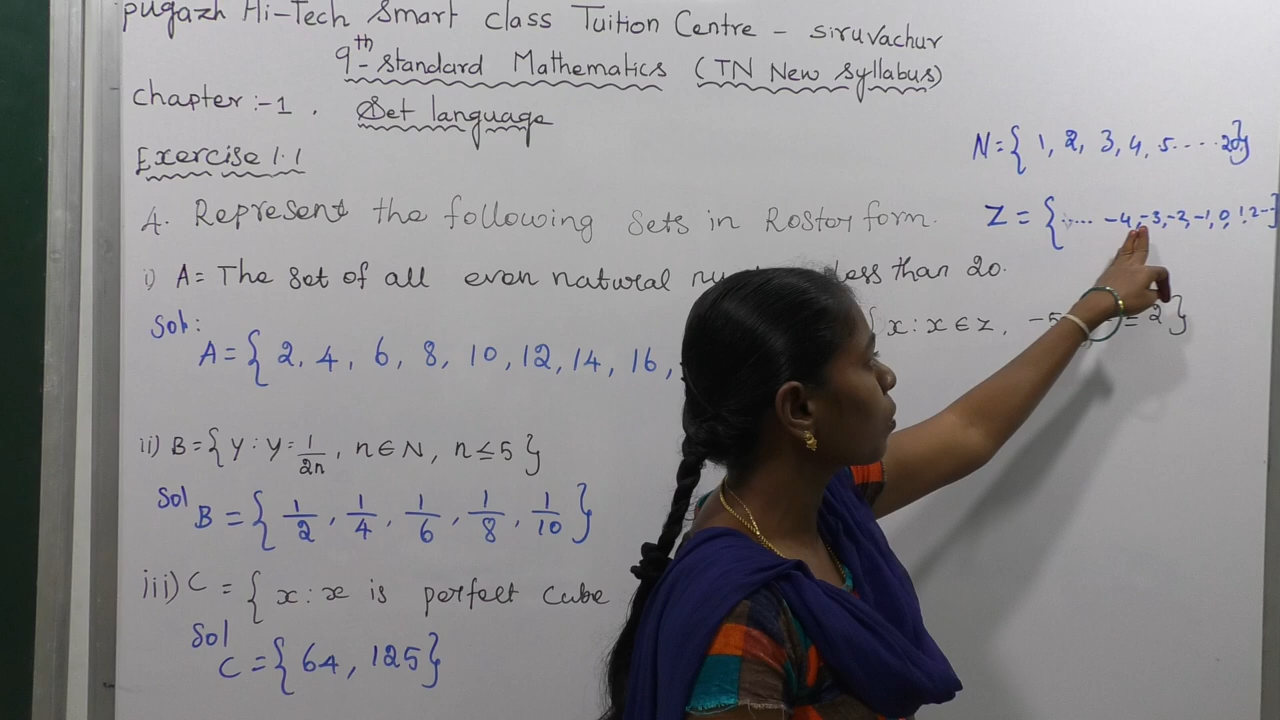 pugazh Hi-Tech Smart class Tuition Centre - Siruvachur
9th - Standard Mathematics (TN New Syllabus)
Chapter :- 1 . Set language
Exercise 1.1
4. Represent the following Sets in Rostor form.
i) A = The Set of all even natural less than 20.
Sol:
A = { 2, 4, 6, 8, 10, 12, 14, 16,
ii) B = { y : y = 1/2n , n ∈ N, n ≤ 5 }
Sol
B = { 1/2 , 1/4 , 1/6 , 1/8 , 1/10 }
iii) C = { x : x is perfect cube
Sol
C = { 64, 125 }
N = { 1, 2, 3, 4, 5 . . . . 20 }
Z = { ..... -4, -3, -2, -1, 0, 1, 2 - -
{ x : x ∈ Z, -5 2 }